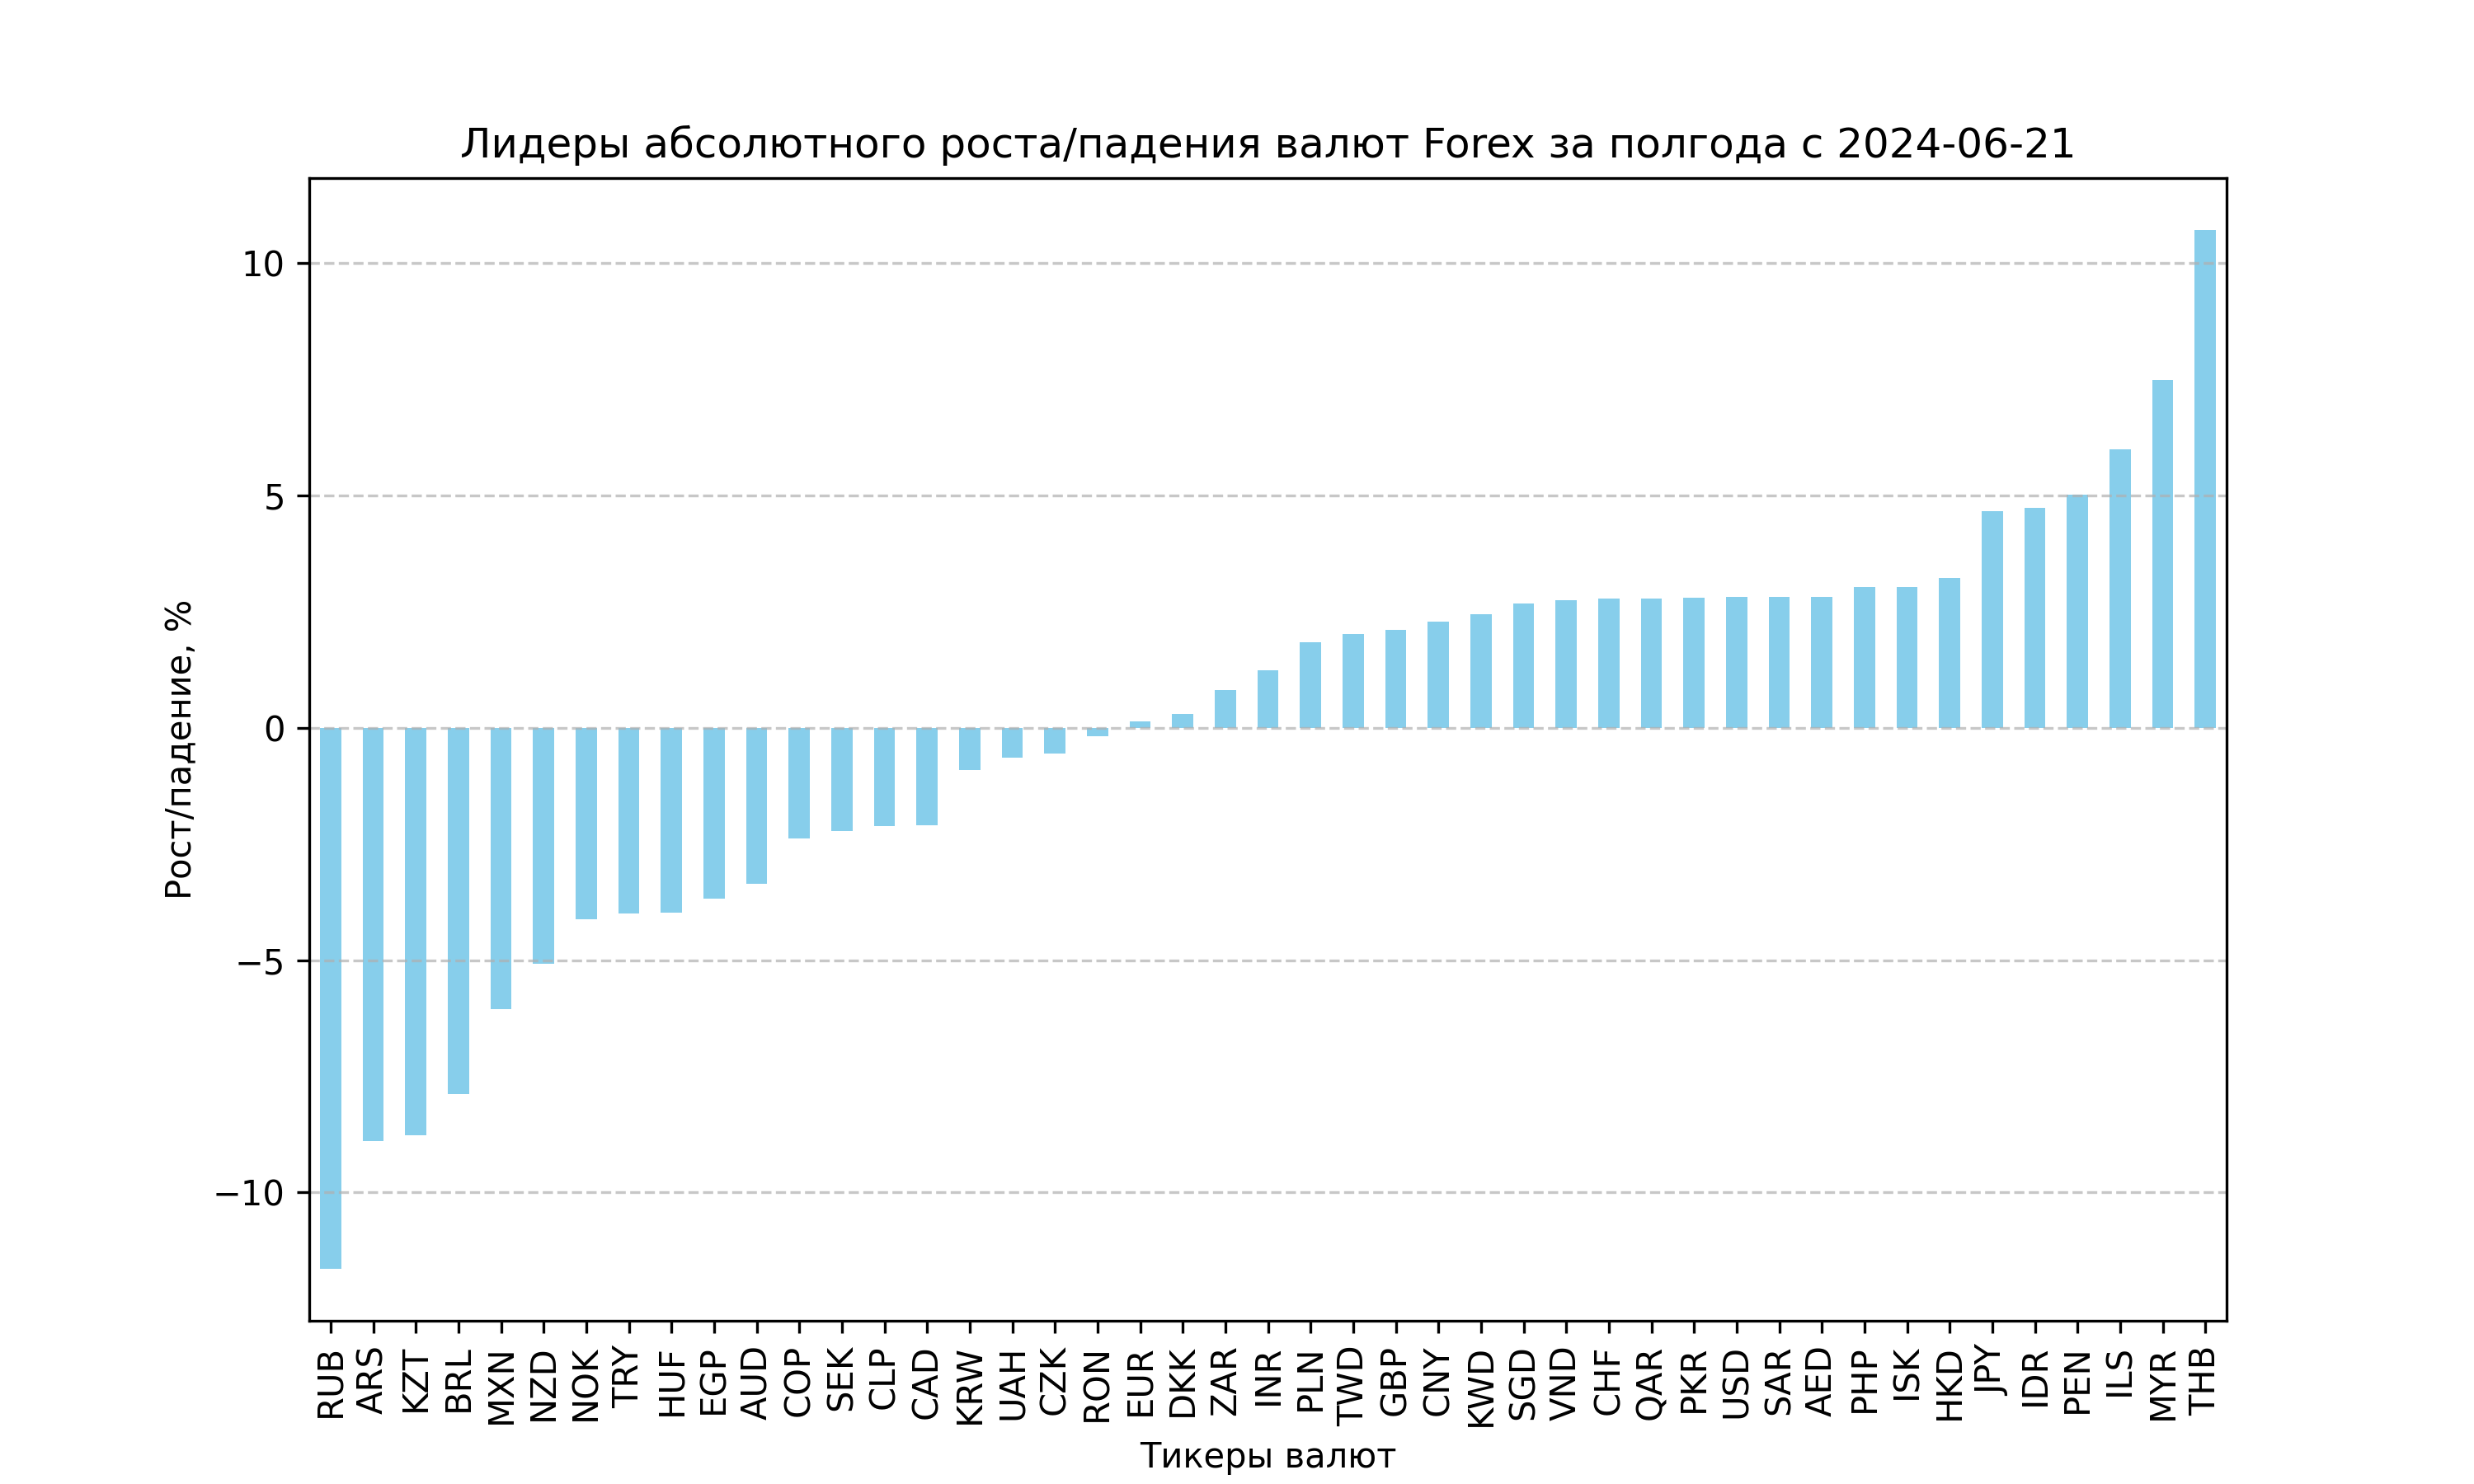 Лидеры абсолютного роста/падения валют Forex за полгода с 2024-06-21
10
5
0
−5
−10
Рост/падение, %
RUB ARS KZT BRL MXN NZD NOK TRY HUF EGP AUD COP SEK CLP CAD KRW UAH CZK RON EUR DKK ZAR INR PLN TWD GBP CNY KWD SGD VND CHF QAR PKR USD SAR AED PHP ISK HKD JPY IDR PEN ILS MYR THB
Тикеры валют